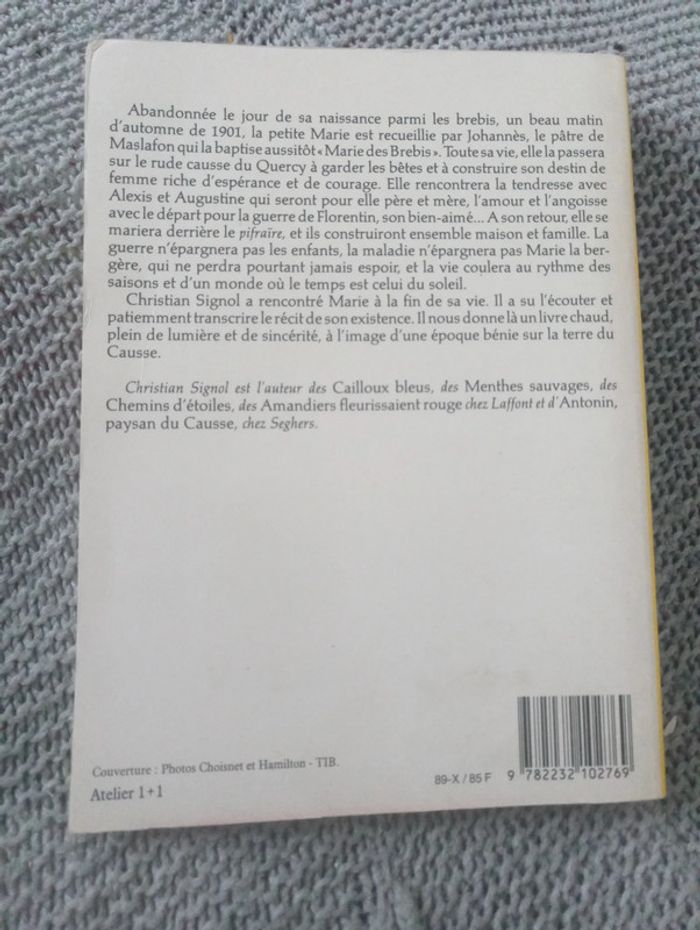 Abandonnée le jour de sa naissance parmi les brebis, un beau matin
d'automne de 1901, la petite Marie est recueillie par Johannès, le pâtre de
Maslafon qui la baptise aussitôt « Marie des Brebis ». Toute sa vie, elle la passera
sur le rude causse du Quercy à garder les bêtes et à construire son destin de
femme riche d'espérance et de courage. Elle rencontrera la tendresse avec
Alexis et Augustine qui seront pour elle père et mère, l'amour et l'angoisse
avec le départ pour la guerre de Florentin, son bien-aimé... A son retour, elle se
mariera derrière le pifraïre, et ils construiront ensemble maison et famille. La
guerre n'épargnera pas les enfants, la maladie n'épargnera pas Marie la ber-
gère, qui ne perdra pourtant jamais espoir, et la vie coulera au rythme des
saisons et d'un monde où le temps est celui du soleil.
Christian Signol a rencontré Marie à la fin de sa vie. Il a su l'écouter et
patiemment transcrire le récit de son existence. Il nous donne là un livre chaud,
plein de lumière et de sincérité, à l'image d'une époque bénie sur la terre du
Causse.
Christian Signol est l'auteur des Cailloux bleus, des Menthes sauvages, des
Chemins d'étoiles, des Amandiers fleurissaient rouge chez Laffont et d'Antonin,
paysan du Causse, chez Seghers.
Couverture : Photos Choisnet et Hamilton - TIB.
Atelier 1 + 1
89-X / 85 F
9 782232 102769